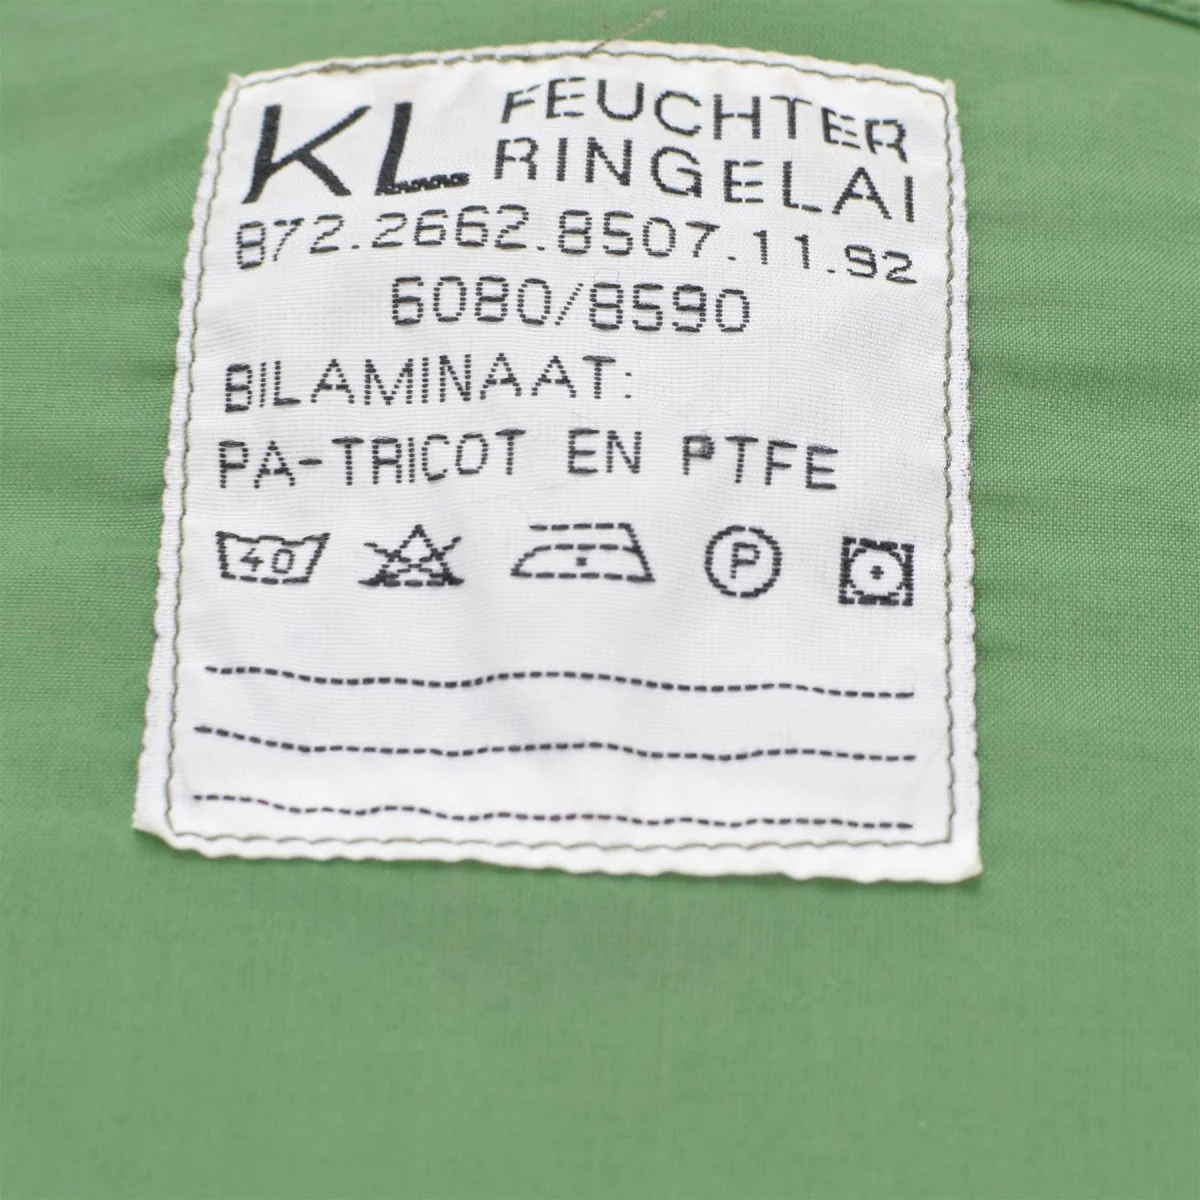 KL FEUCHTER
RINGELAI
872.2662.8507.11.92
6080/8590
BILAMINAAT:
PA-TRICOT EN PTFE
40 P